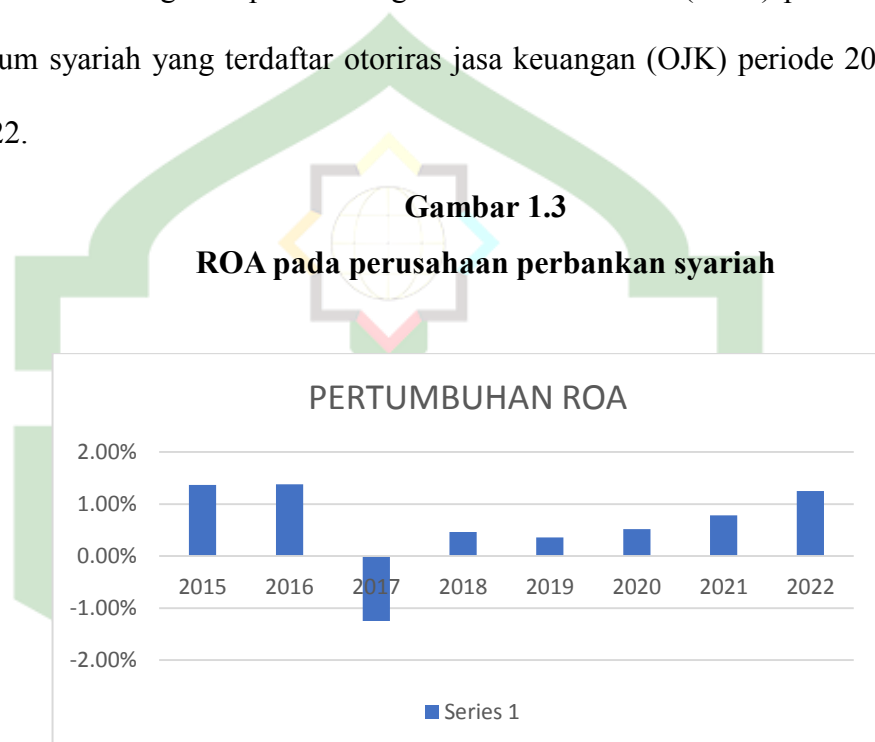 (
um syariah yang terdaftar otoriras jasa keuangan (OJK) periode 20
22.
Gambar 1.3
ROA pada perusahaan perbankan syariah
PERTUMBUHAN ROA
2.00%
1.00%
0.00%
2015 2016 2017 2018 2019 2020 2021 2022
-1.00%
-2.00%
Series 1